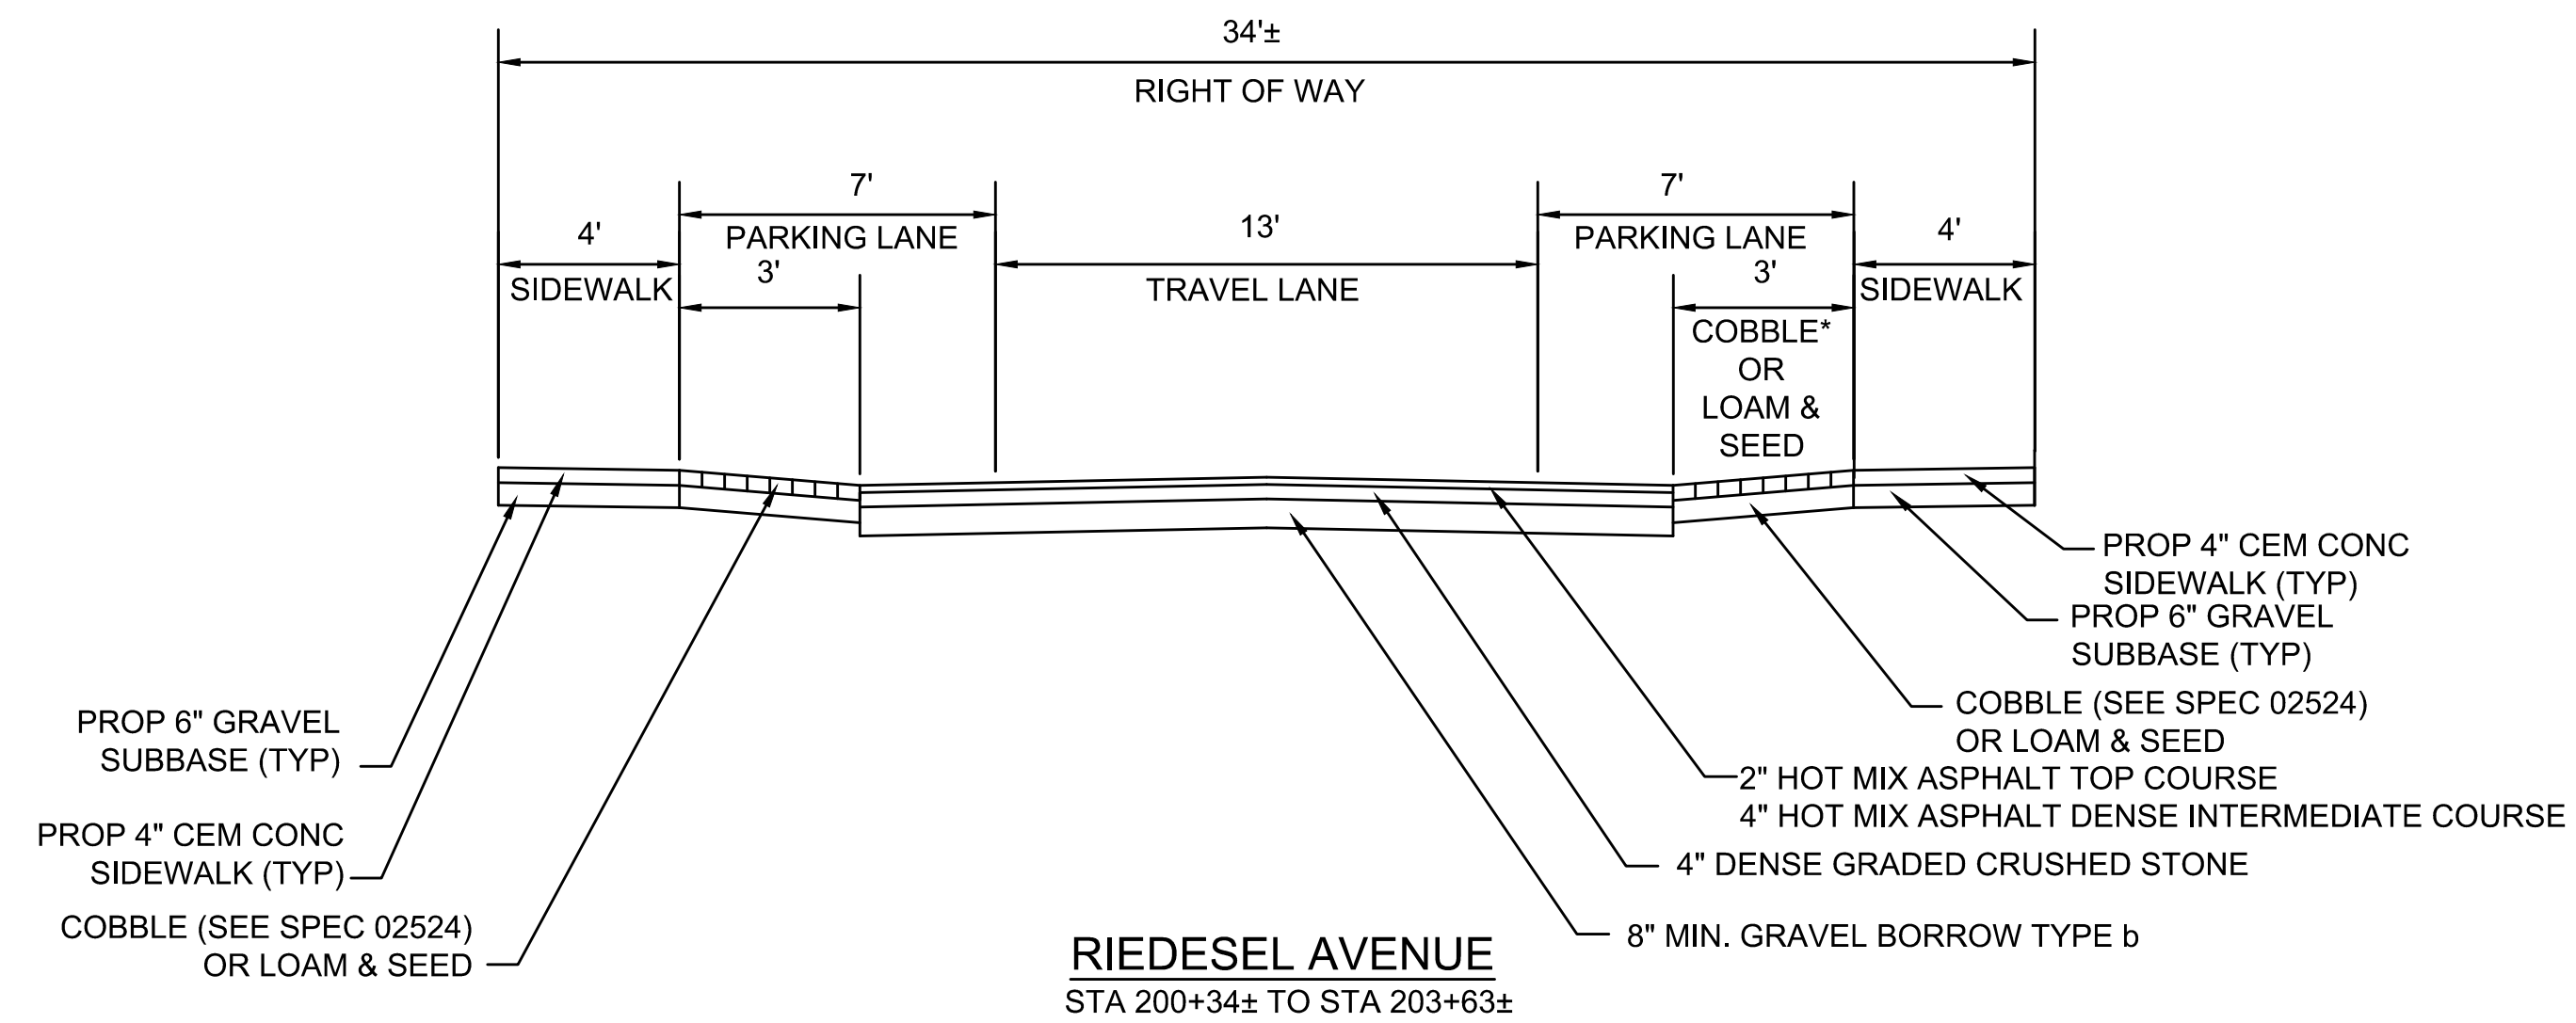 34'±
RIGHT OF WAY
7'
7'
4'
PARKING LANE
13'
PARKING LANE
4'
SIDEWALK
3'
TRAVEL LANE
3'
SIDEWALK
COBBLE*
OR
LOAM &
SEED
PROP 4" CEM CONC
SIDEWALK (TYP)
PROP 6" GRAVEL
SUBBASE (TYP)
COBBLE (SEE SPEC 02524)
OR LOAM & SEED
2" HOT MIX ASPHALT TOP COURSE
4" HOT MIX ASPHALT DENSE INTERMEDIATE COURSE
4" DENSE GRADED CRUSHED STONE
8" MIN. GRAVEL BORROW TYPE b
PROP 6" GRAVEL
SUBBASE (TYP)
PROP 4" CEM CONC
SIDEWALK (TYP)
COBBLE (SEE SPEC 02524)
OR LOAM & SEED
RIEDESEL AVENUE
STA 200+34± TO STA 203+63±